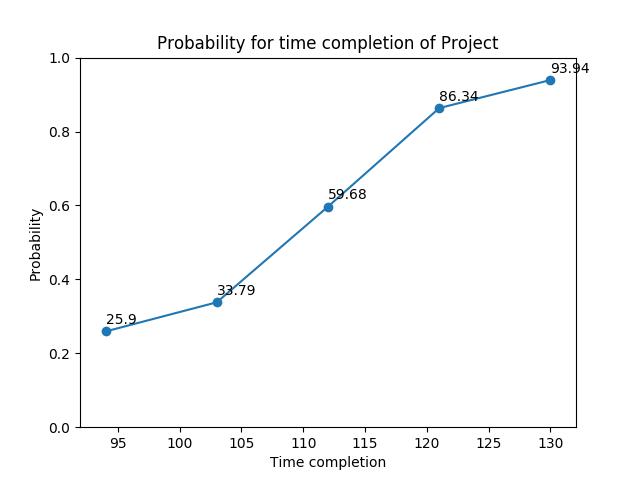 Probability for time completion of Project
1.0
0.8
0.6
0.4
0.2
0.0
Probability
25.9
33.79
59.68
86.34
93.94
95 100 105 110 115 120 125 130
Time completion